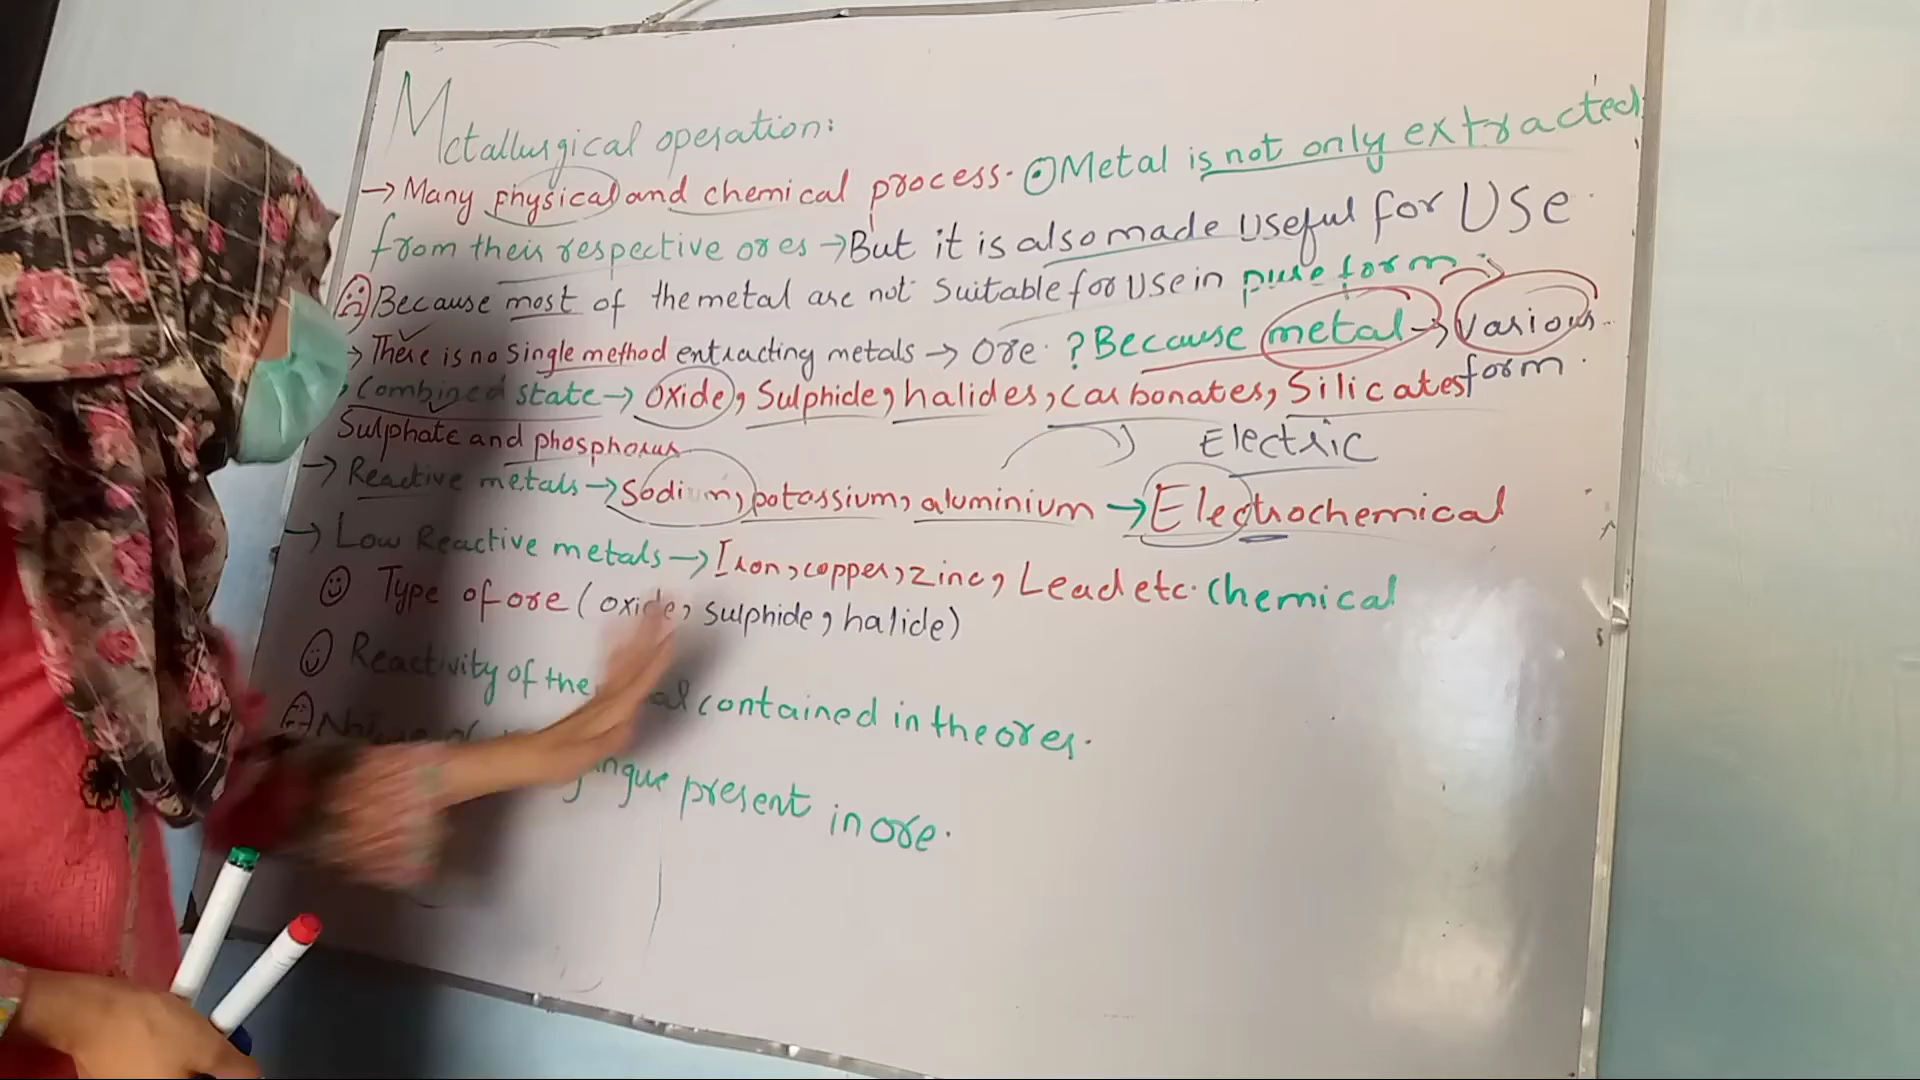 Metallurgical operation:
→ Many physical and chemical process. ⊙ Metal is not only extracted
from their respective ores → But it is also made useful for Use.
Because most of the metal are not suitable for Use in pure form.
→ There is no single method extracting metals → Ore. ? Because metal → various
form.
Combined state → oxide, Sulphide, halides, carbonates, Silicates
Sulphate and phosphorus
Electric
→ Reactive metals → Sodium, potassium, aluminium → Electrochemical
→ Low Reactive metals → Iron, copper, zinc, Lead etc. Chemical
Type of ore (oxide, sulphide, halide)
Reactivity of the contained in the ores.
present in ore.